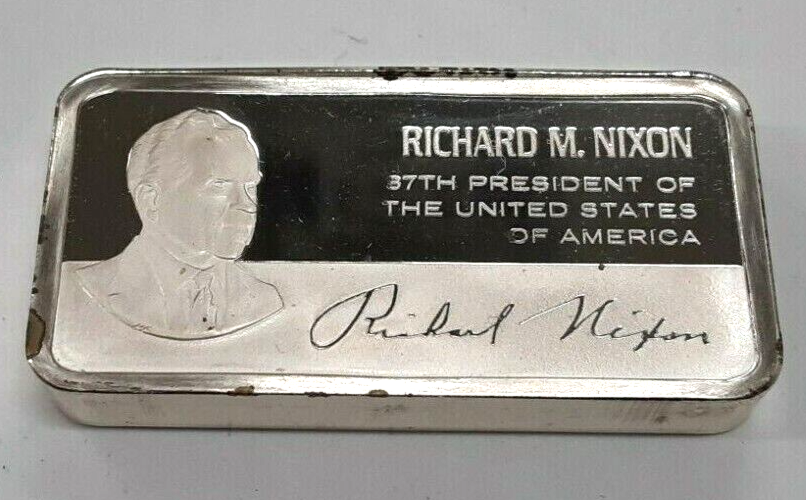 RICHARD M. NIXON
37TH PRESIDENT OF
THE UNITED STATES
OF AMERICA
Richard Nixon